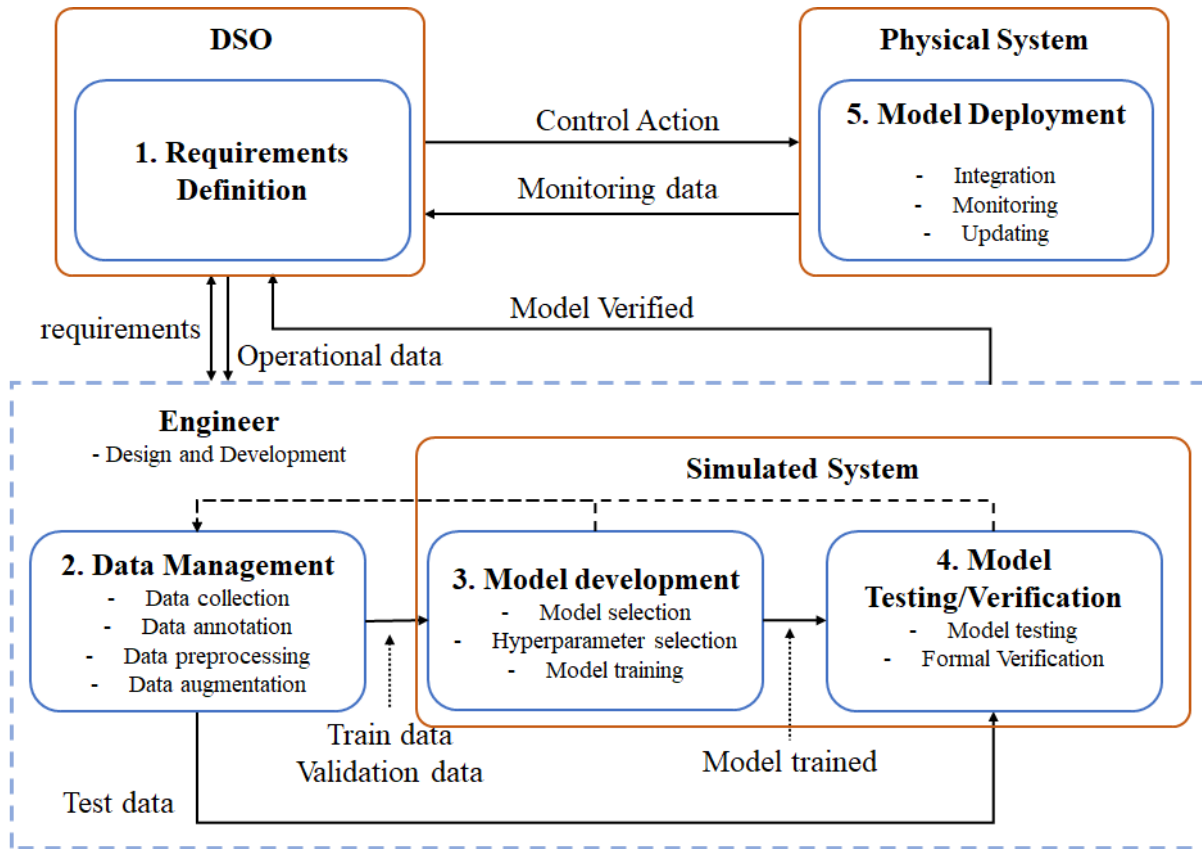 DSO
1. Requirements
Definition
Control Action
Monitoring data
Physical System
5. Model Deployment
- Integration
- Monitoring
- Updating
requirements
Operational data
Model Verified
Engineer
- Design and Development
Simulated System
2. Data Management
- Data collection
- Data annotation
- Data preprocessing
- Data augmentation
3. Model development
- Model selection
- Hyperparameter selection
- Model training
4. Model
Testing/Verification
- Model testing
- Formal Verification
Train data
Validation data
Model trained
Test data